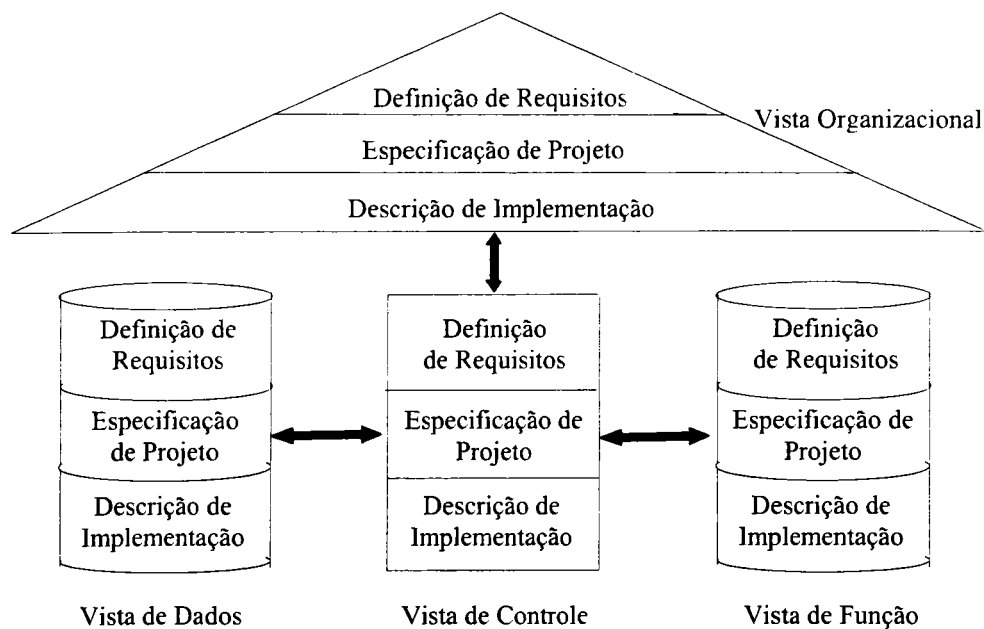 Definição de Requisitos
Vista Organizacional
Especificação de Projeto
Descrição de Implementação
Definição de
Requisitos
Especificação
de Projeto
Descrição de
Implementação
Vista de Dados
Definição
de Requisitos
Especificação de
Projeto
Descrição de
Implementação
Vista de Controle
Definição
de Requisitos
Especificação de
Projeto
Descrição de
Implementação
Vista de Função